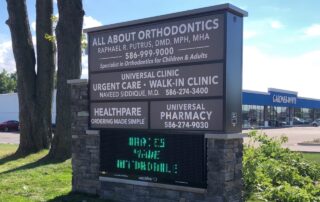 ALL ABOUT ORTHODONTICS
RAPHAEL R. PUTRUS, DMD, MPH, MHA
586-999-9000
Specialist in Orthodontics for Children & Adults
UNIVERSAL CLINIC
URGENT CARE - WALK-IN CLINIC
NAHEED SIDDIQUE, M.D. 586-274-3400
HEALTHPARE
ORDERING MADE SIMPLE
UNIVERSAL
PHARMACY
586-274-9030
BRACES
MADE
AFFORDABLE